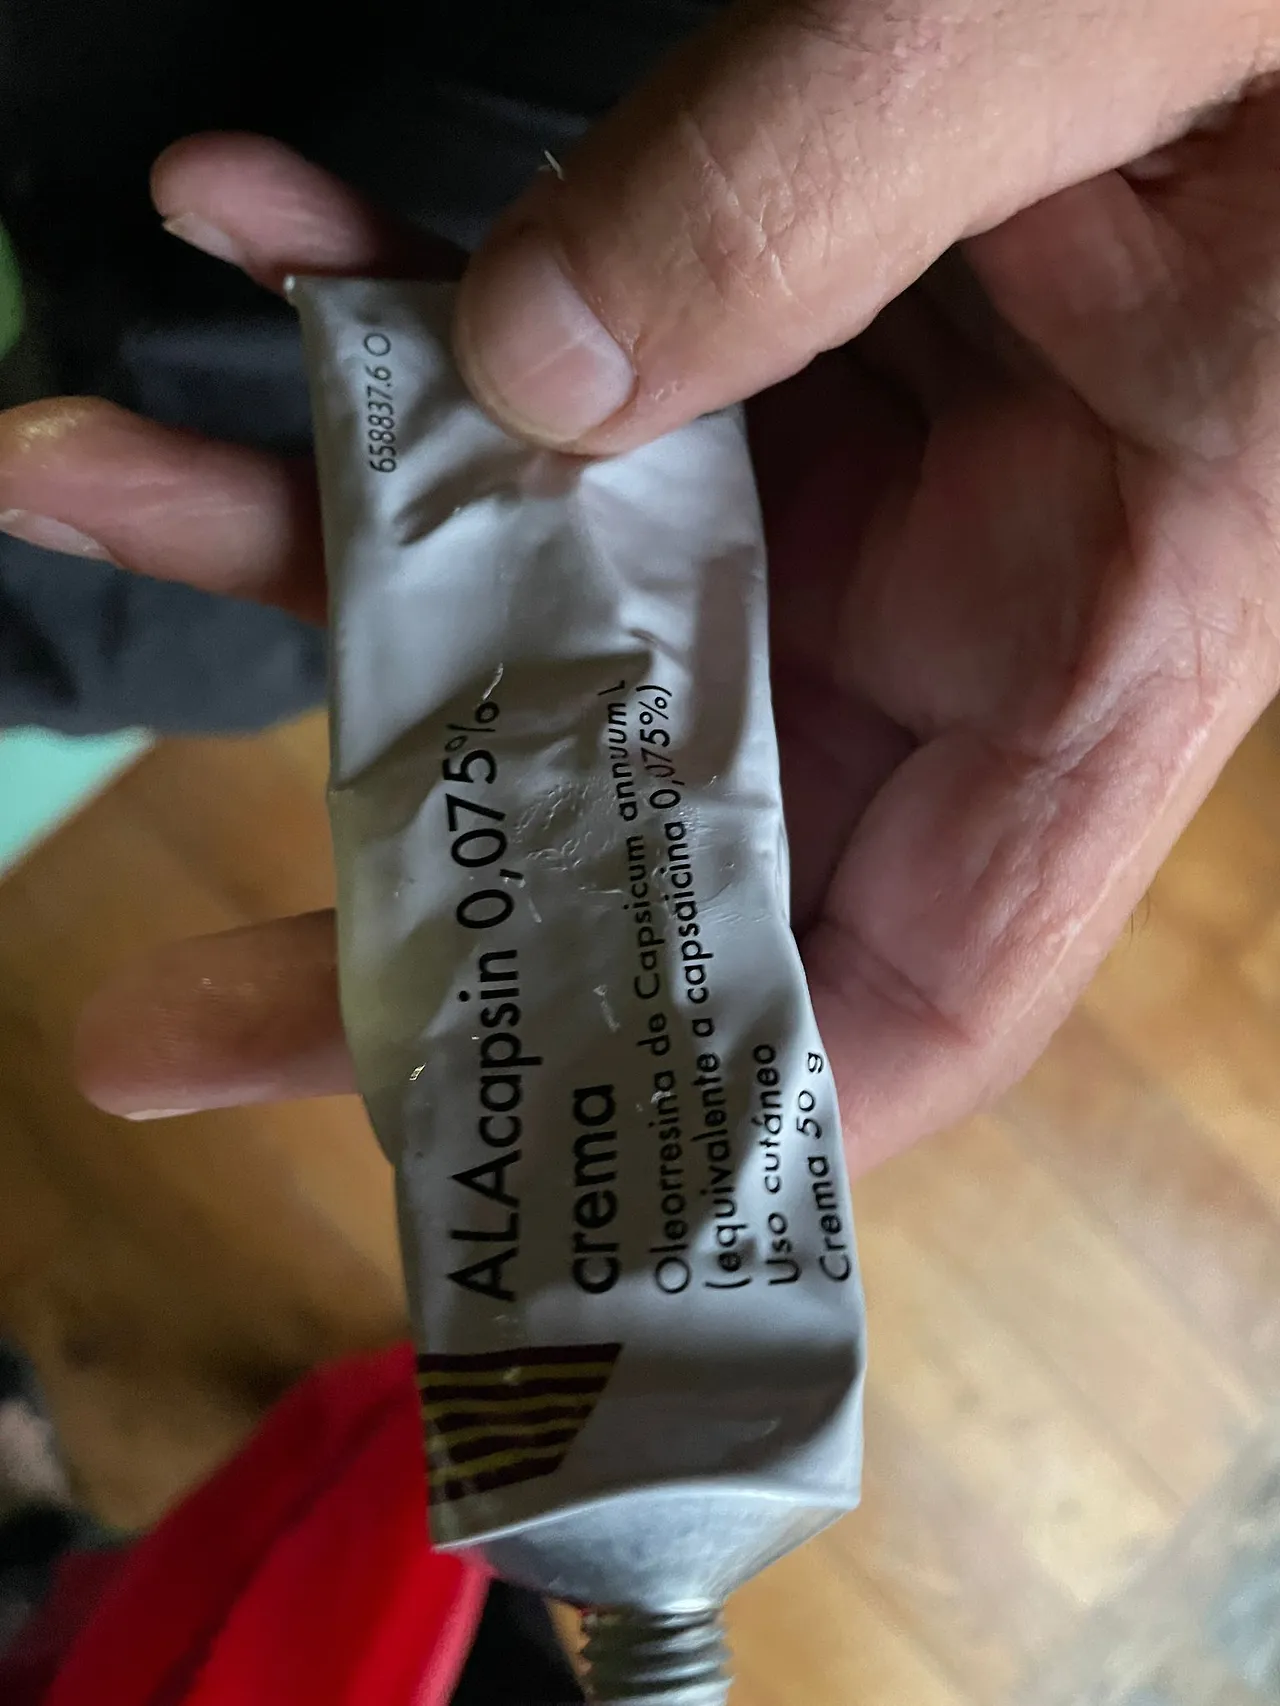 ALAcapsin 0,075%
crema
Oleorresina de Capsicum annuum L
(equivalente a capsaicina 0,075%)
Uso cutáneo
Crema 50 g
658837.6 O